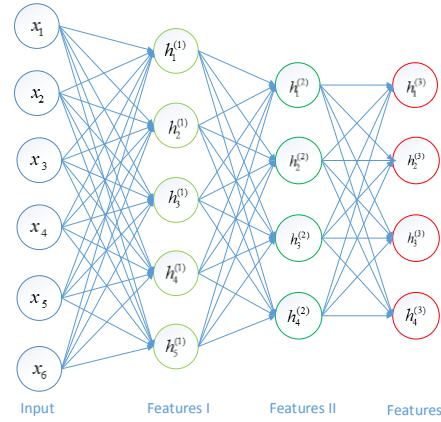 x₁
x₂
x₃
x₄
x₅
x₆
h₁⁽¹⁾
h₂⁽¹⁾
h₃⁽¹⁾
h₄⁽¹⁾
h₅⁽¹⁾
h₁⁽²⁾
h₂⁽²⁾
h₃⁽²⁾
h₄⁽²⁾
h₁⁽³⁾
h₂⁽³⁾
h₃⁽³⁾
h₄⁽³⁾
Input Features I Features II Features